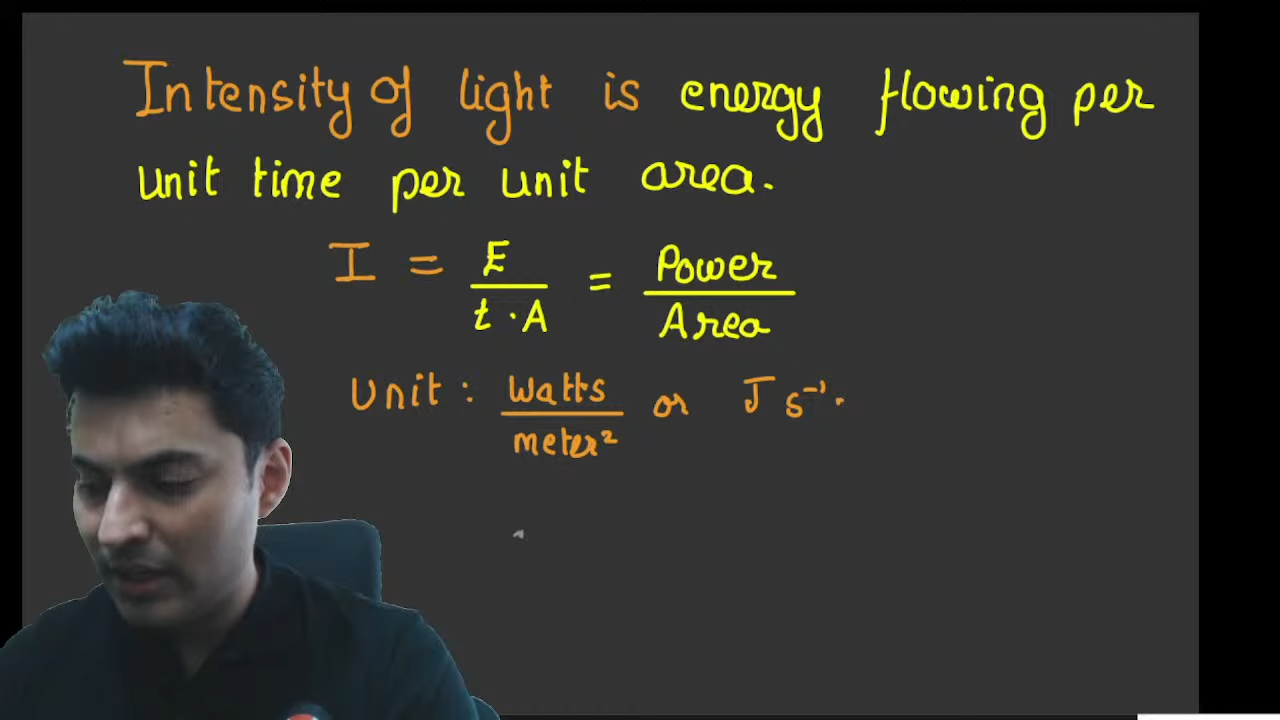 Intensity of light is energy flowing per
unit time per unit area.
I = E / t · A = Power / Area
Unit : Watts / meter² or J s⁻¹.